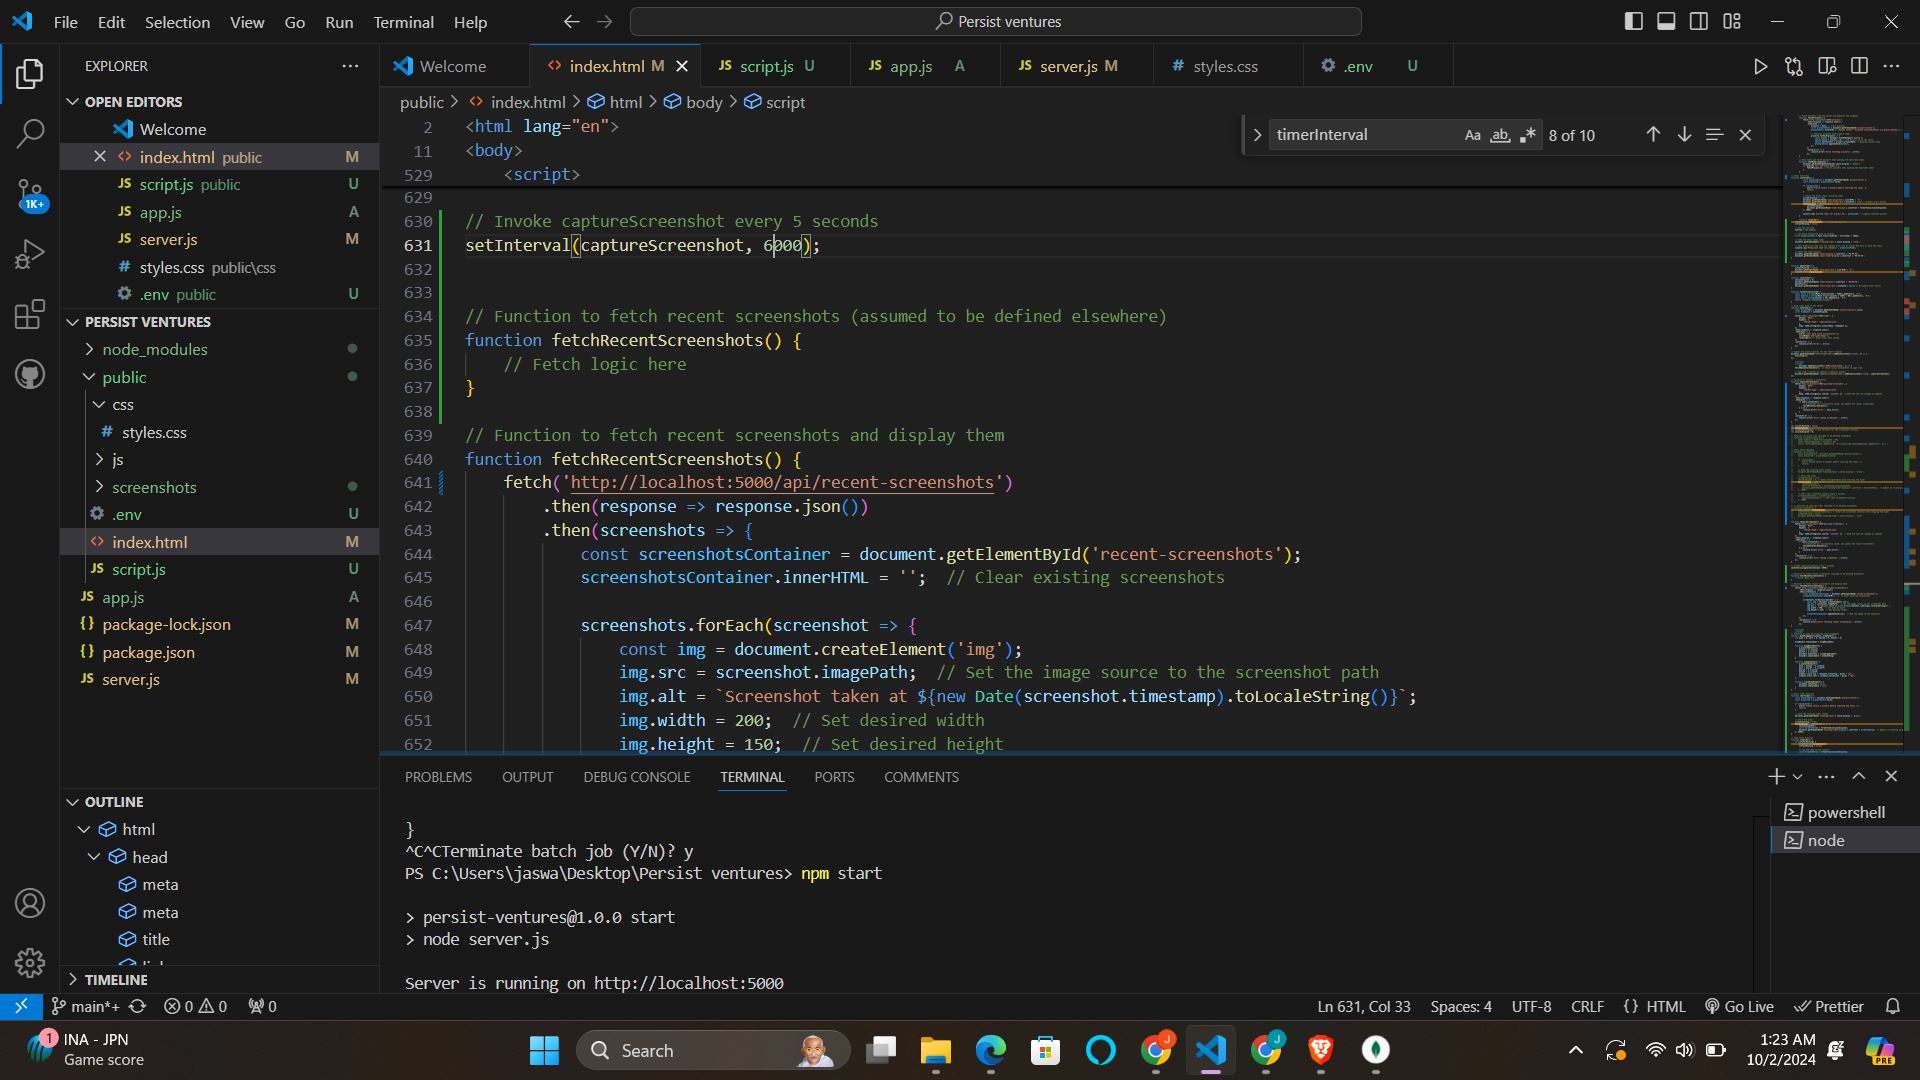 File Edit Selection View Go Run Terminal Help
Persist ventures
EXPLORER
OPEN EDITORS
Welcome
index.html public M
script.js public U
app.js A
server.js M
styles.css public\css
.env public U
PERSIST VENTURES
node_modules
public
css
styles.css
js
screenshots
.env U
index.html M
script.js U
app.js A
package-lock.json M
package.json M
server.js M
OUTLINE
html
head
meta
meta
title
TIMELINE
1K+
Welcome
index.html M
script.js U
app.js A
server.js M
styles.css
.env U
public > index.html > html > body > script
timerInterval
Aa ab 8 of 10
2 <html lang="en">
11 <body>
529 <script>
629
630 // Invoke captureScreenshot every 5 seconds
631 setInterval(captureScreenshot, 6000);
632
633
634 // Function to fetch recent screenshots (assumed to be defined elsewhere)
635 function fetchRecentScreenshots() {
636 // Fetch logic here
637 }
638
639 // Function to fetch recent screenshots and display them
640 function fetchRecentScreenshots() {
641 fetch('http://localhost:5000/api/recent-screenshots')
642 .then(response => response.json())
643 .then(screenshots => {
644 const screenshotsContainer = document.getElementById('recent-screenshots');
645 screenshotsContainer.innerHTML = ''; // Clear existing screenshots
646
647 screenshots.forEach(screenshot => {
648 const img = document.createElement('img');
649 img.src = screenshot.imagePath; // Set the image source to the screenshot path
650 img.alt = `Screenshot taken at ${new Date(screenshot.timestamp).toLocaleString()}`;
651 img.width = 200; // Set desired width
652 img.height = 150; // Set desired height
PROBLEMS OUTPUT DEBUG CONSOLE TERMINAL PORTS COMMENTS
}
^C^CTerminate batch job (Y/N)? y
PS C:\Users\jaswa\Desktop\Persist ventures> npm start
> persist-ventures@1.0.0 start
> node server.js
Server is running on http://localhost:5000
powershell
node
main*+ 0 0 0
Ln 631, Col 33 Spaces: 4 UTF-8 CRLF {} HTML Go Live Prettier
1
INA - JPN
Game score
Search
J
J
1:23 AM
10/2/2024
PRE